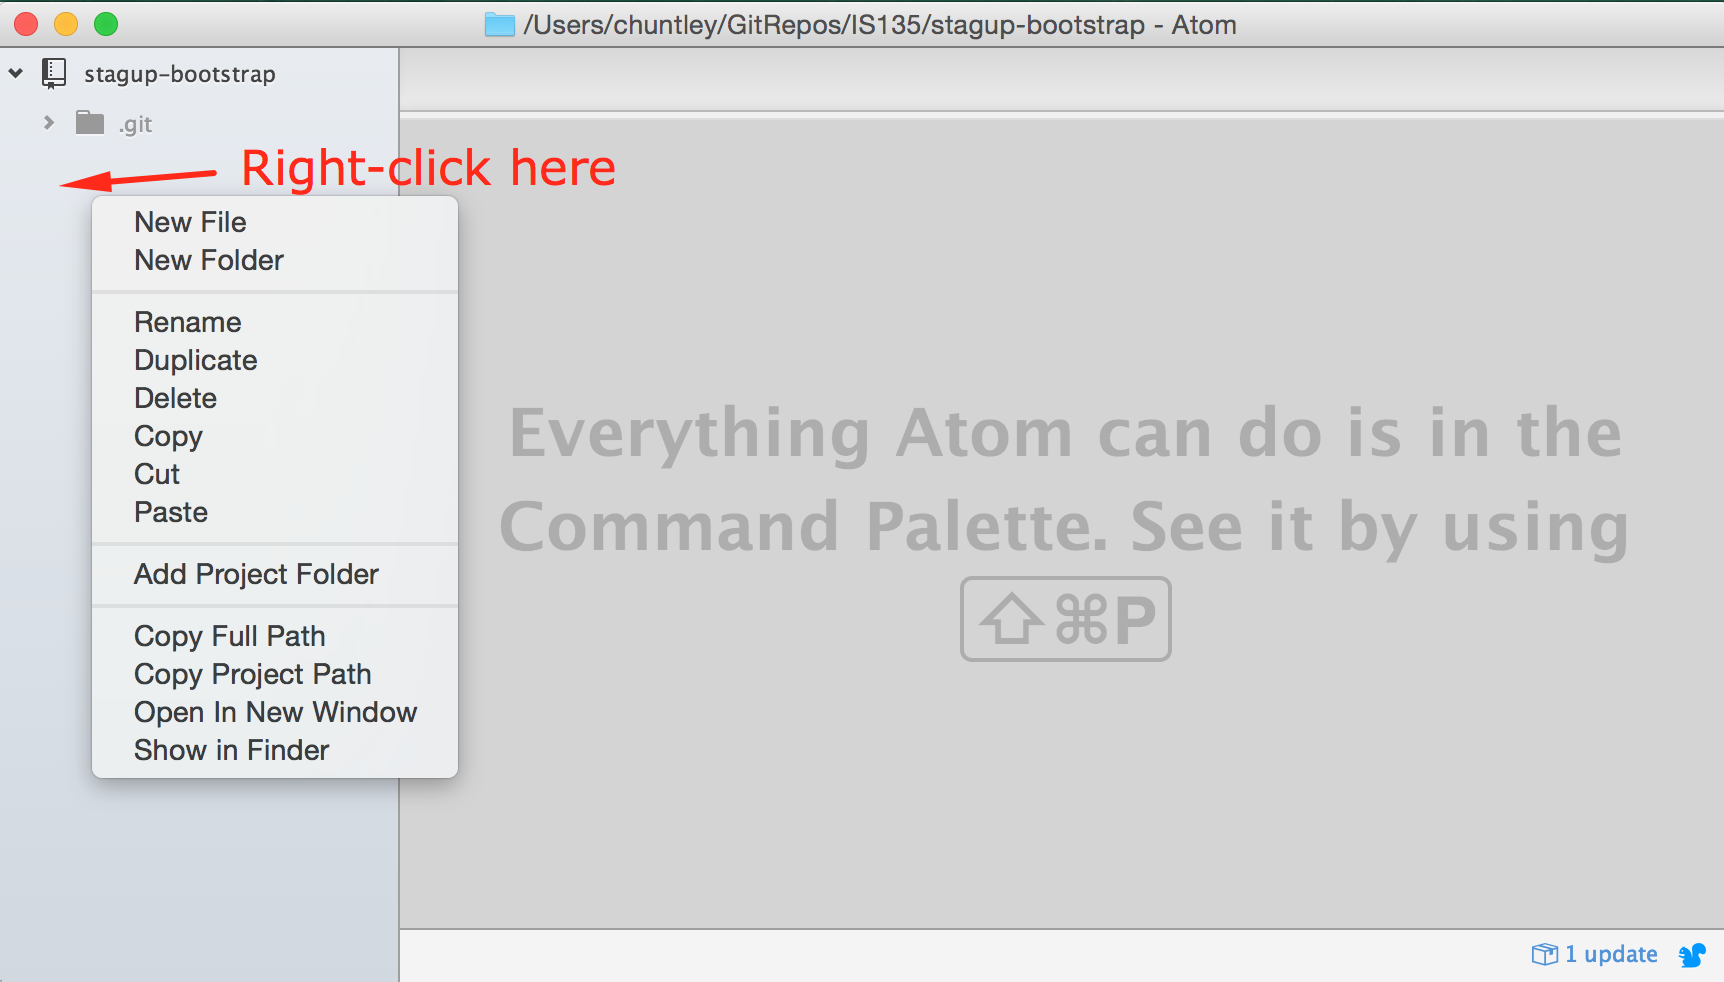 /Users/chuntley/GitRepos/IS135/stagup-bootstrap - Atom
stagup-bootstrap
.git
Right-click here
New File
New Folder
Rename
Duplicate
Delete
Copy
Cut
Paste
Add Project Folder
Copy Full Path
Copy Project Path
Open In New Window
Show in Finder
Everything Atom can do is in the
Command Palette. See it by using
⇧⌘P
1 update